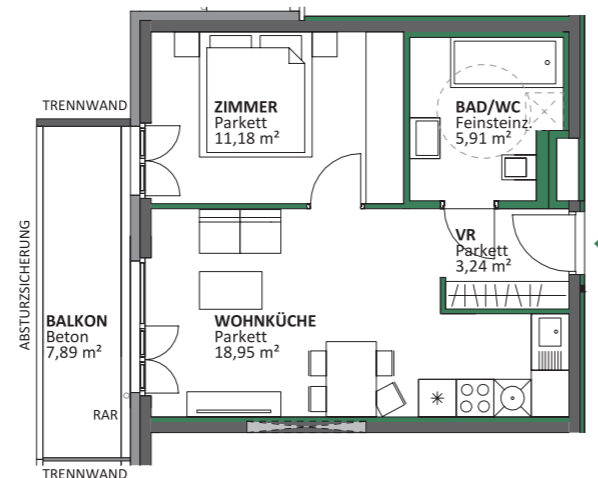 TRENNWAND
ZIMMER
Parkett
11,18 m²
BAD/WC
Feinsteinz.
5,91 m²
VR
Parkett
3,24 m²
ABSTURZSICHERUNG
BALKON
Beton
7,89 m²
WOHNKÜCHE
Parkett
18,95 m²
RAR
TRENNWAND